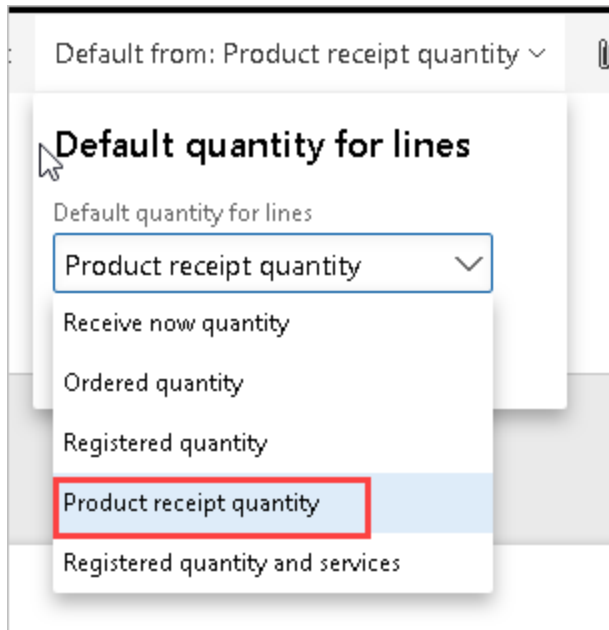 Default from: Product receipt quantity
Default quantity for lines
Default quantity for lines
Product receipt quantity
Receive now quantity
Ordered quantity
Registered quantity
Product receipt quantity
Registered quantity and services